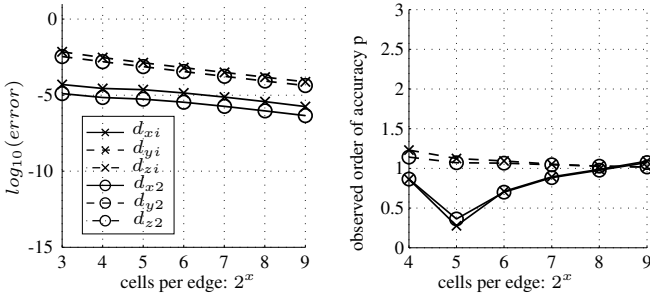 0
-5
-10
-15
log10(error)
dxi
dyi
dzi
dx2
dy2
dz2
3 4 5 6 7 8 9
cells per edge: 2^x
3
2.5
2
1.5
1
0.5
0
observed order of accuracy p
4 5 6 7 8 9
cells per edge: 2^x